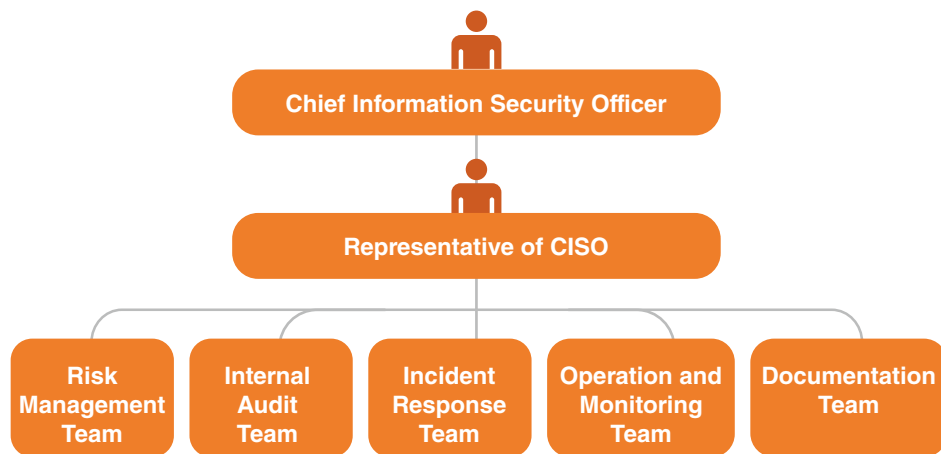 Chief Information Security Officer
Representative of CISO
Risk
Management
Team
Internal
Audit
Team
Incident
Response
Team
Operation and
Monitoring
Team
Documentation
Team